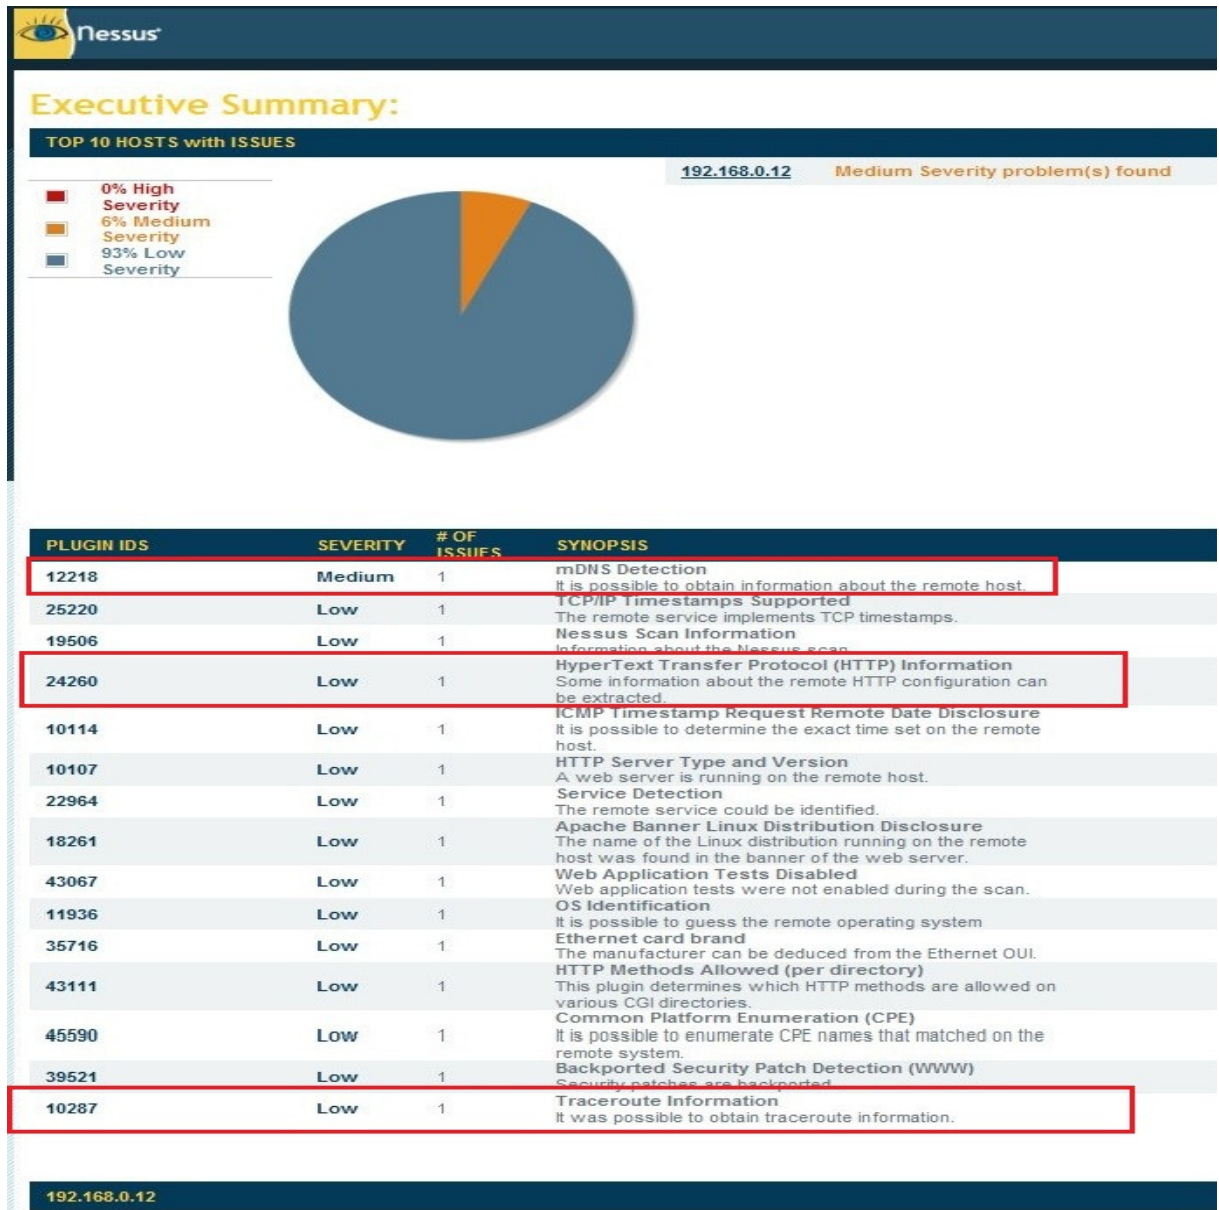 Nessus
Executive Summary:
TOP 10 HOSTS with ISSUES
192.168.0.12 Medium Severity problem(s) found
0% High
Severity
6% Medium
Severity
93% Low
Severity
PLUGIN IDS SEVERITY # OF ISSUES SYNOPSIS
12218 Medium 1 mDNS Detection
It is possible to obtain information about the remote host.
25220 Low 1 TCP/IP Timestamps Supported
The remote service implements TCP timestamps.
19506 Low 1 Nessus Scan Information
Information about the Nessus scan.
24260 Low 1 HyperText Transfer Protocol (HTTP) Information
Some information about the remote HTTP configuration can
be extracted.
10114 Low 1 ICMP Timestamp Request Remote Date Disclosure
It is possible to determine the exact time set on the remote
host.
10107 Low 1 HTTP Server Type and Version
A web server is running on the remote host.
22964 Low 1 Service Detection
The remote service could be identified.
18261 Low 1 Apache Banner Linux Distribution Disclosure
The name of the Linux distribution running on the remote
host was found in the banner of the web server.
43067 Low 1 Web Application Tests Disabled
Web application tests were not enabled during the scan.
11936 Low 1 OS Identification
It is possible to guess the remote operating system
35716 Low 1 Ethernet card brand
The manufacturer can be deduced from the Ethernet OUI.
43111 Low 1 HTTP Methods Allowed (per directory)
This plugin determines which HTTP methods are allowed on
various CGI directories.
45590 Low 1 Common Platform Enumeration (CPE)
It is possible to enumerate CPE names that matched on the
remote system.
39521 Low 1 Backported Security Patch Detection (WWW)
Security patches are backported.
10287 Low 1 Traceroute Information
It was possible to obtain traceroute information.
192.168.0.12